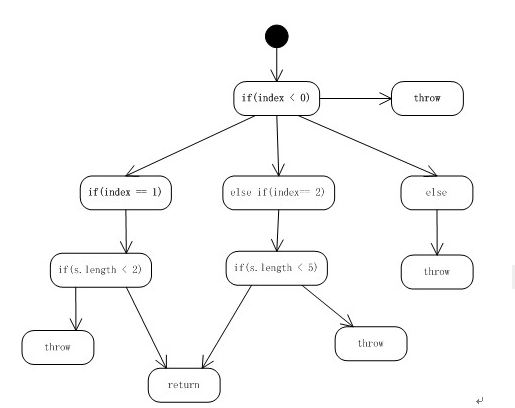 if(index < 0)
throw
if(index == 1)
else if(index== 2)
else
if(s.length < 2)
if(s.length < 5)
throw
throw
throw
return
↵